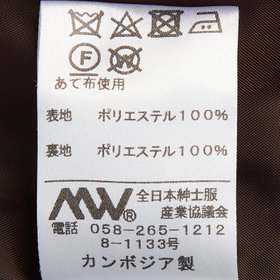 F W
あて布使用
表地 ポリエステル100%
裏地 ポリエステル100%
MW® 全日本紳士服
産業協議会
電話 058-265-1212
8-1133号
カンボジア製